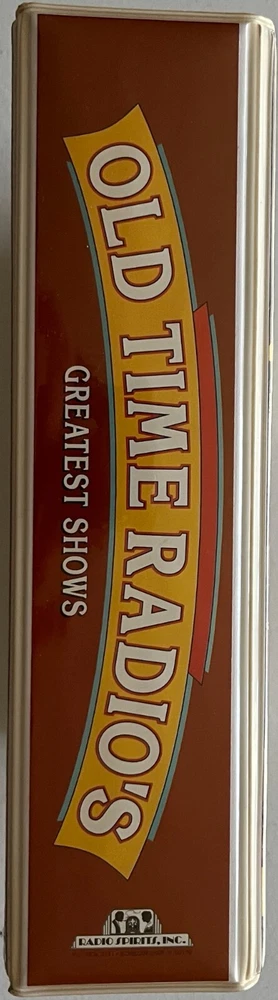 OLD TIME RADIO'S
GREATEST SHOWS
RADIO SPIRITS, INC.